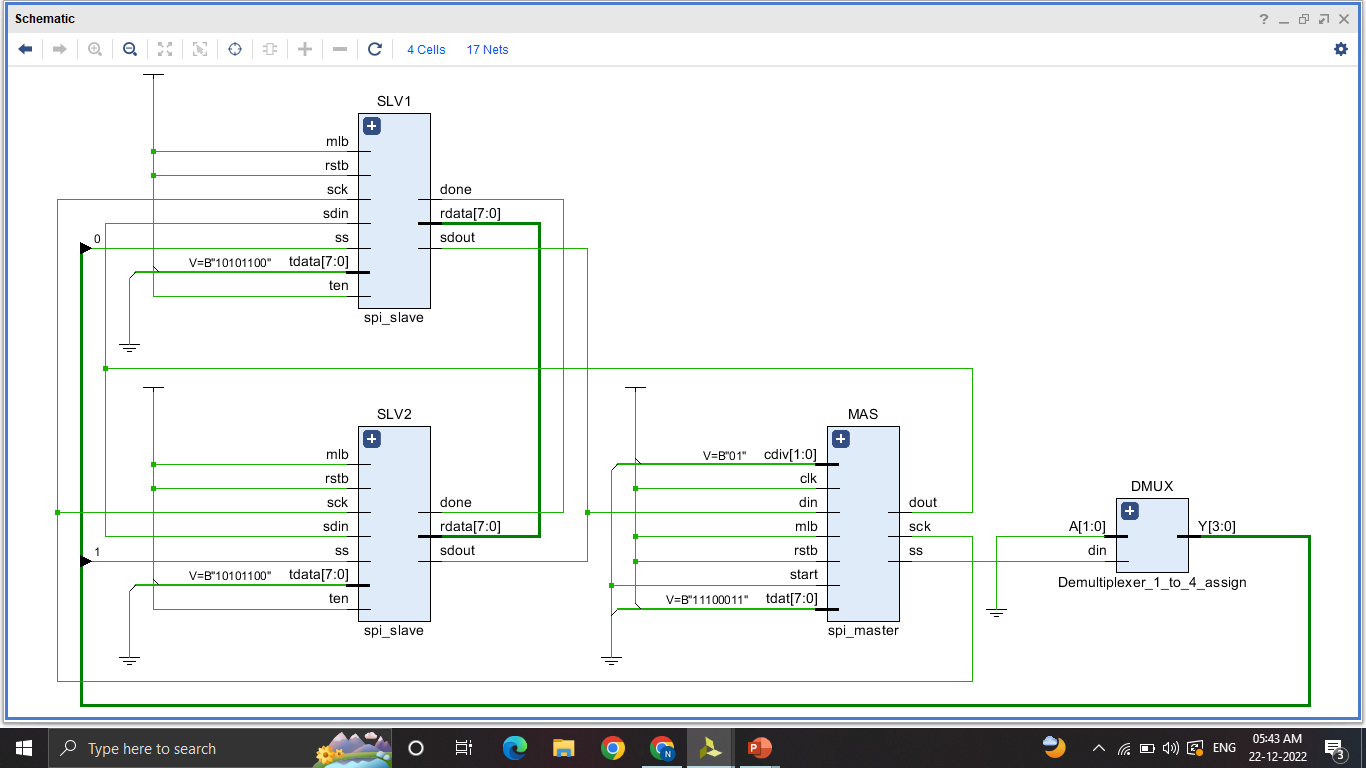 Schematic
4 Cells
17 Nets
SLV1
mlb
rstb
sck
done
sdin
rdata[7:0]
0
ss
sdout
V=B"10101100"
tdata[7:0]
ten
spi_slave
SLV2
MAS
mlb
V=B"01"
cdiv[1:0]
rstb
clk
DMUX
sck
done
din
dout
sdin
rdata[7:0]
mlb
sck
A[1:0]
Y[3:0]
1
ss
sdout
rstb
ss
din
V=B"10101100"
tdata[7:0]
start
Demultiplexer_1_to_4_assign
ten
V=B"11100011"
tdat[7:0]
spi_slave
spi_master
Type here to search
ENG
05:43 AM
22-12-2022
3